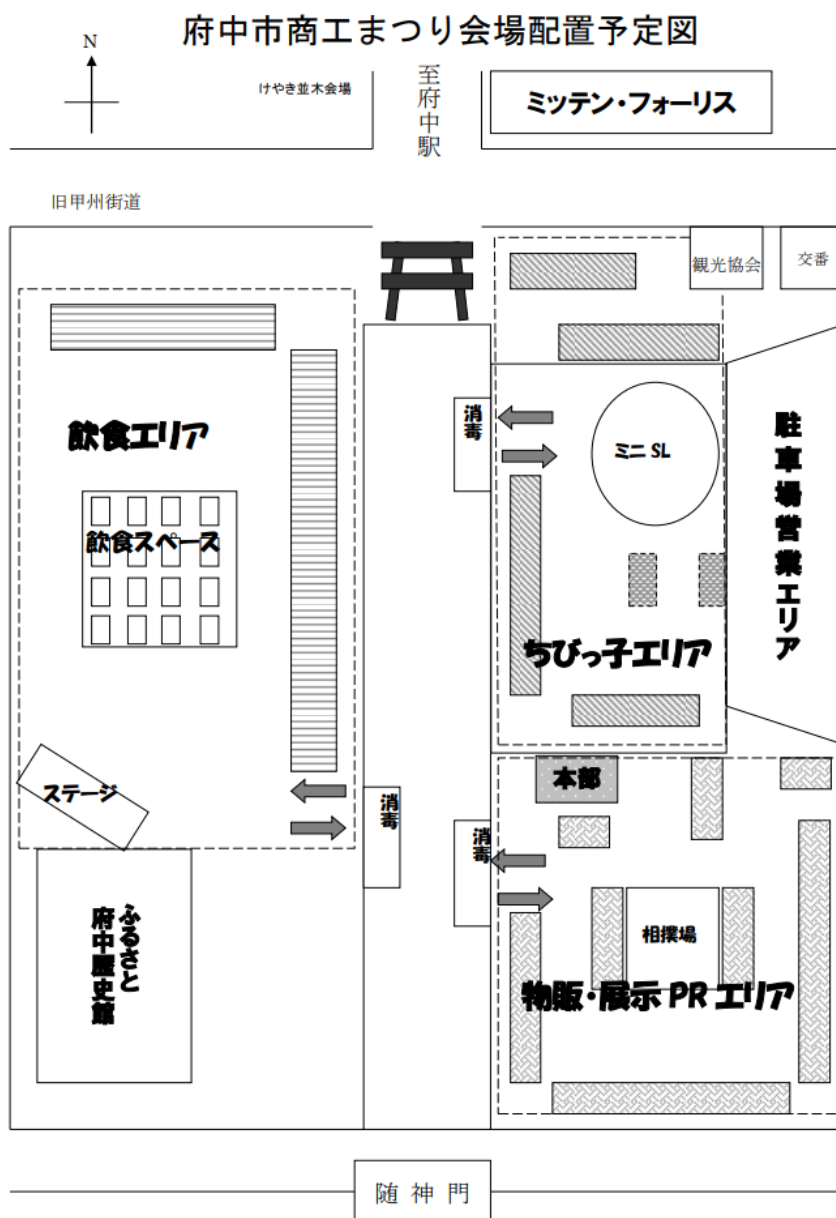 府中市商工まつり会場配置予定図
N
けやき並木会場
至府中駅
ミッテン・フォーリス
旧甲州街道
観光協会
交番
消毒
ミニ SL
駐車場営業エリア
飲食エリア
飲食スペース
ちびっ子エリア
ステージ
消毒
本部
消毒
相撲場
ふるさと
府中歴史館
物販・展示 PR エリア
随神門